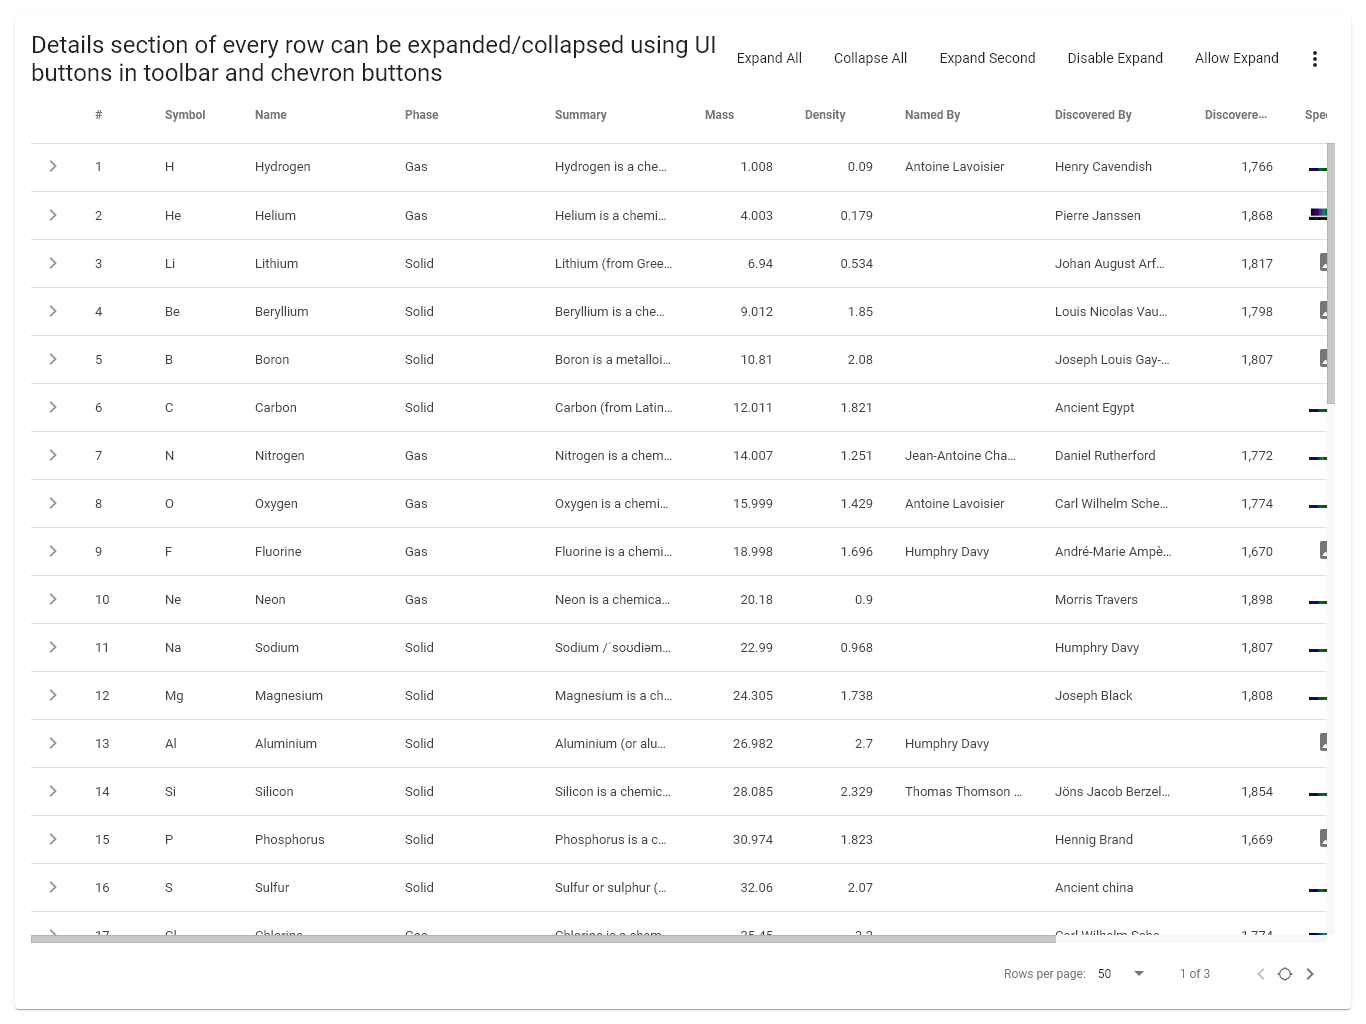 Details section of every row can be expanded/collapsed using UI
buttons in toolbar and chevron buttons
Expand All Collapse All Expand Second Disable Expand Allow Expand
# Symbol Name Phase Summary Mass Density Named By Discovered By Discovere…
1 H Hydrogen Gas Hydrogen is a che… 1.008 0.09 Antoine Lavoisier Henry Cavendish 1,766
2 He Helium Gas Helium is a chemi… 4.003 0.179 Pierre Janssen 1,868
3 Li Lithium Solid Lithium (from Gree… 6.94 0.534 Johan August Arf… 1,817
4 Be Beryllium Solid Beryllium is a che… 9.012 1.85 Louis Nicolas Vau… 1,798
5 B Boron Solid Boron is a metalloi… 10.81 2.08 Joseph Louis Gay-… 1,807
6 C Carbon Solid Carbon (from Latin… 12.011 1.821 Ancient Egypt
7 N Nitrogen Gas Nitrogen is a chem… 14.007 1.251 Jean-Antoine Cha… Daniel Rutherford 1,772
8 O Oxygen Gas Oxygen is a chemi… 15.999 1.429 Antoine Lavoisier Carl Wilhelm Sche… 1,774
9 F Fluorine Gas Fluorine is a chemi… 18.998 1.696 Humphry Davy André-Marie Ampè… 1,670
10 Ne Neon Gas Neon is a chemica… 20.18 0.9 Morris Travers 1,898
11 Na Sodium Solid Sodium /ˈsoʊdiəm… 22.99 0.968 Humphry Davy 1,807
12 Mg Magnesium Solid Magnesium is a ch… 24.305 1.738 Joseph Black 1,808
13 Al Aluminium Solid Aluminium (or alu… 26.982 2.7 Humphry Davy
14 Si Silicon Solid Silicon is a chemic… 28.085 2.329 Thomas Thomson … Jöns Jacob Berzel… 1,854
15 P Phosphorus Solid Phosphorus is a c… 30.974 1.823 Hennig Brand 1,669
16 S Sulfur Solid Sulfur or sulphur (… 32.06 2.07 Ancient china
Rows per page: 50 1 of 3